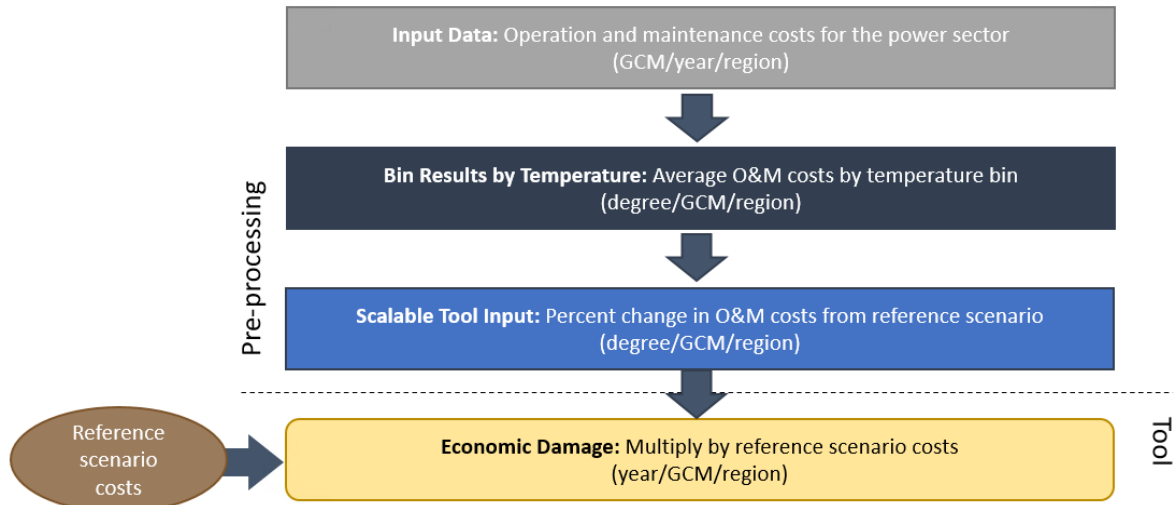 Input Data: Operation and maintenance costs for the power sector
(GCM/year/region)
Bin Results by Temperature: Average O&M costs by temperature bin
(degree/GCM/region)
Pre-processing
Scalable Tool Input: Percent change in O&M costs from reference scenario
(degree/GCM/region)
Reference
scenario
costs
Economic Damage: Multiply by reference scenario costs
(year/GCM/region)
Tool